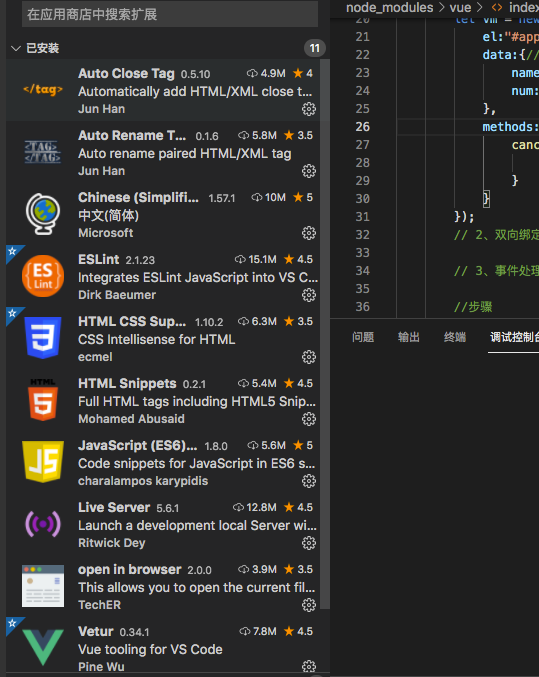 在应用商店中搜索扩展
已安装 11
Auto Close Tag 0.5.10 4.9M 4
Automatically add HTML/XML close t...
Jun Han
Auto Rename T... 0.1.6 5.8M 3.5
Auto rename paired HTML/XML tag
Jun Han
Chinese (Simplifi... 1.57.1 10M 5
中文(简体)
Microsoft
ESLint 2.1.23 15.1M 4.5
Integrates ESLint JavaScript into VS C...
Dirk Baeumer
HTML CSS Sup... 1.10.2 6.3M 3.5
CSS Intellisense for HTML
ecmel
HTML Snippets 0.2.1 5.4M 4.5
Full HTML tags including HTML5 Snip...
Mohamed Abusaid
JavaScript (ES6)... 1.8.0 5.6M 5
Code snippets for JavaScript in ES6 s...
charalampos karypidis
Live Server 5.6.1 12.8M 4.5
Launch a development local Server wi...
Ritwick Dey
open in browser 2.0.0 3.9M 3.5
This allows you to open the current fil...
TechER
Vetur 0.34.1 7.8M 4.5
Vue tooling for VS Code
Pine Wu
</tag>
<TAG>
</TAG>
ES
Lint
HTML
JS
node_modules > vue > <> index
20 let vm = new
21 el:"#app
22 data:{//
23 name
24 num:
25 },
26 methods:
27 canc
28
29 }
30 }
31 });
32 // 2、双向绑定
33
34 // 3、事件处理
35
36 //步骤
问题 输出 终端 调试控制台